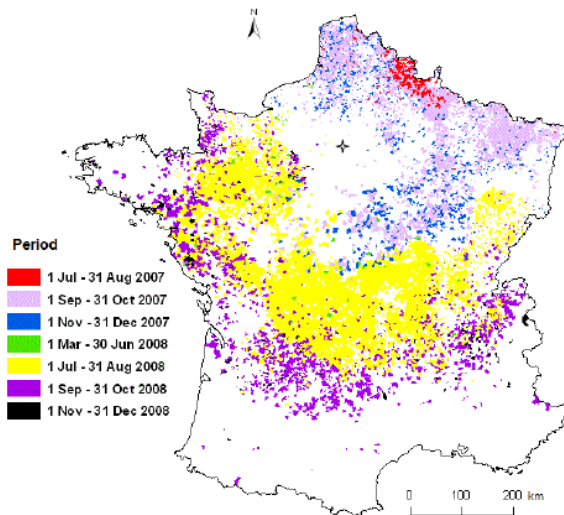 N
Period
1 Jul - 31 Aug 2007
1 Sep - 31 Oct 2007
1 Nov - 31 Dec 2007
1 Mar - 30 Jun 2008
1 Jul - 31 Aug 2008
1 Sep - 31 Oct 2008
1 Nov - 31 Dec 2008
0 100 200 km